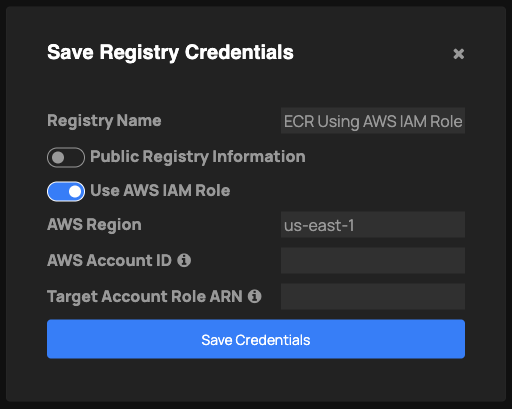 Save Registry Credentials
Registry Name ECR Using AWS IAM Role
Public Registry Information
Use AWS IAM Role
AWS Region us-east-1
AWS Account ID
Target Account Role ARN
Save Credentials